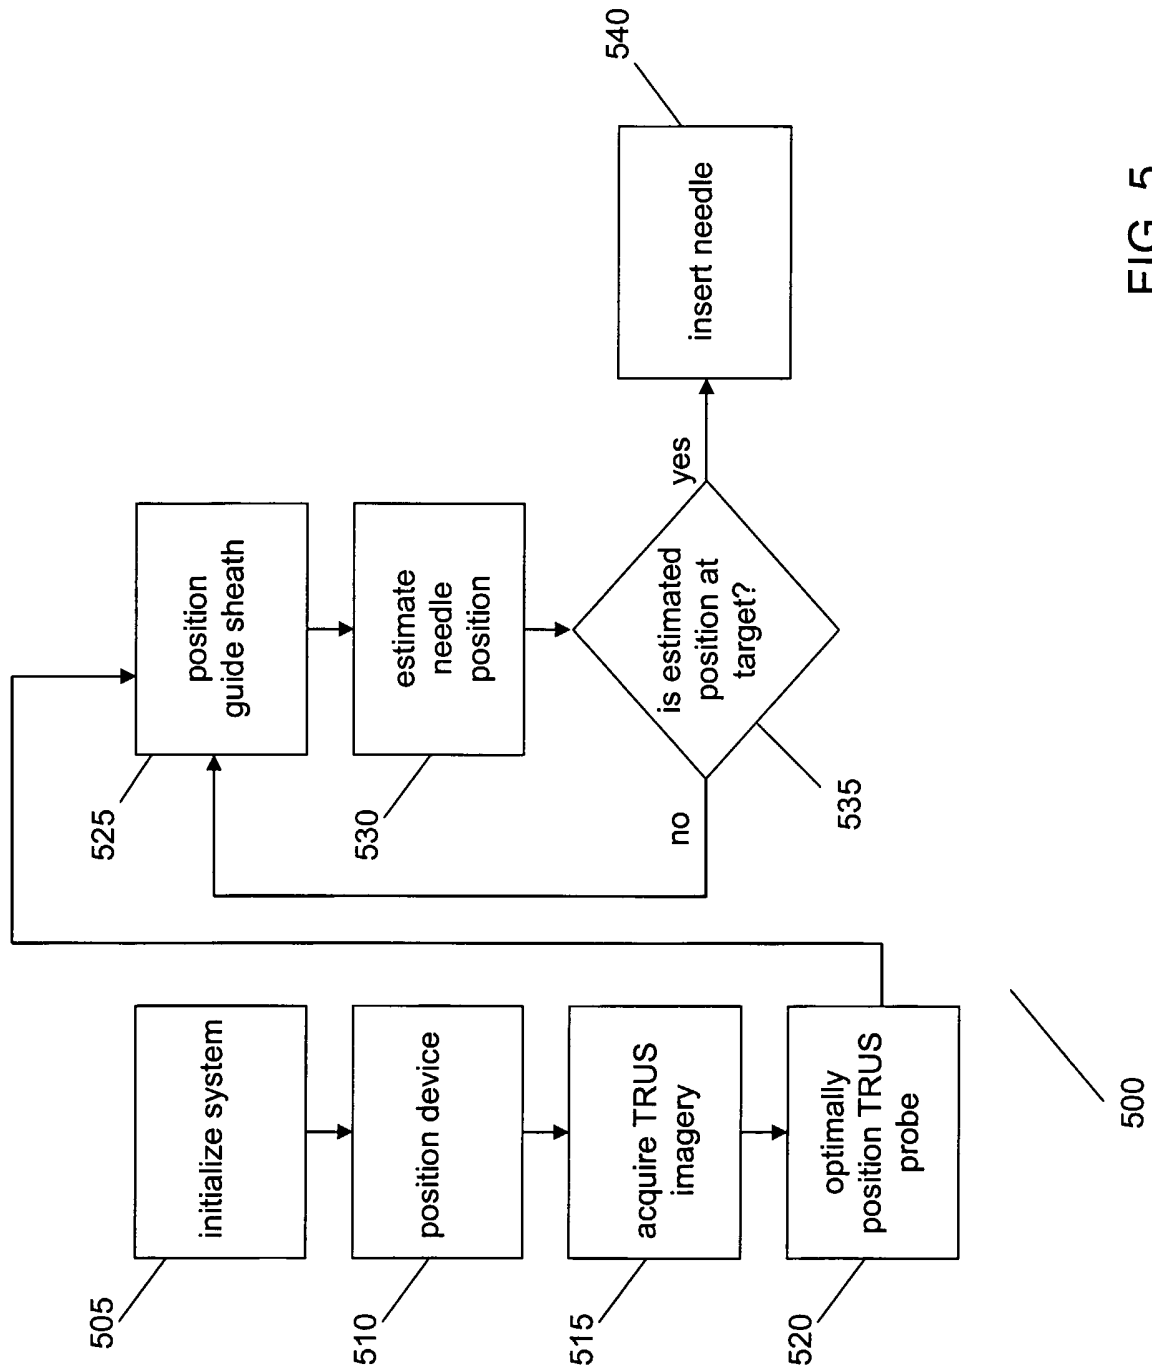 505
initialize system
510
position device
515
acquire TRUS
imagery
520
optimally
position TRUS
probe
525
position
guide sheath
530
estimate
needle
position
is estimated
position at
target?
535
no
yes
insert needle
540
500
FIG. 5